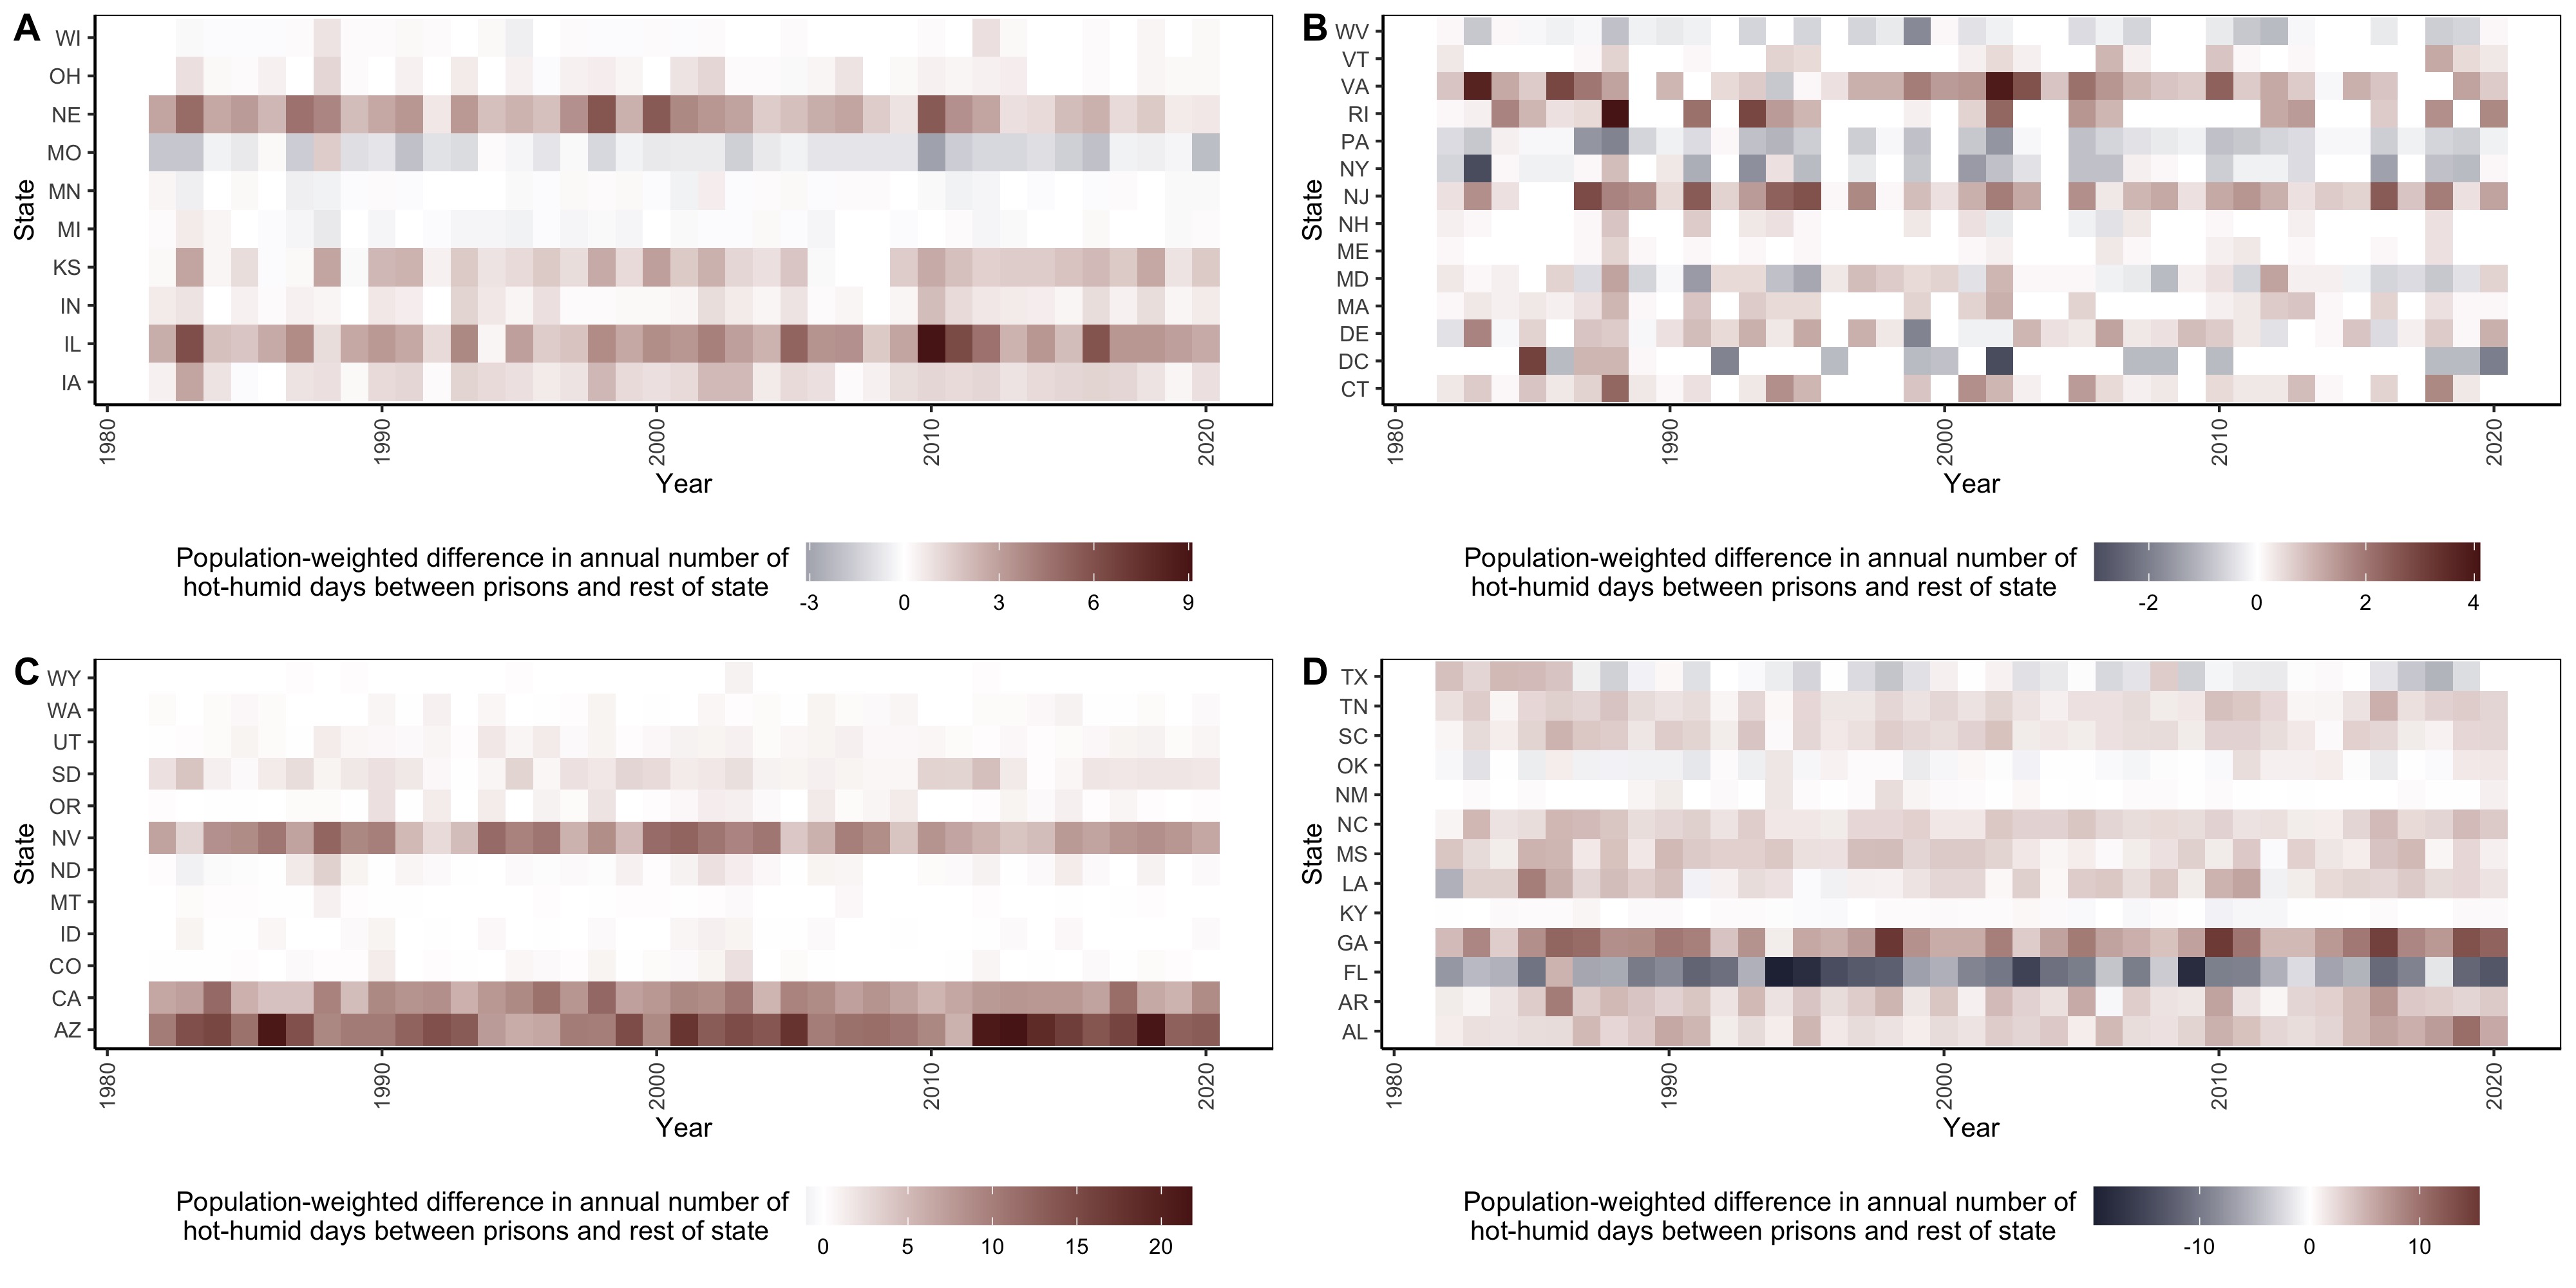 A
WI
OH
NE
MO
MN
MI
KS
IN
IL
IA
State
1980
1990
2000
2010
2020
Year
Population-weighted difference in annual number of
hot-humid days between prisons and rest of state
-3
0
3
6
9
B
WV
VT
VA
RI
PA
NY
NJ
NH
ME
MD
MA
DE
DC
CT
State
1980
1990
2000
2010
2020
Year
Population-weighted difference in annual number of
hot-humid days between prisons and rest of state
-2
0
2
4
C
WY
WA
UT
SD
OR
NV
ND
MT
ID
CO
CA
AZ
State
1980
1990
2000
2010
2020
Year
Population-weighted difference in annual number of
hot-humid days between prisons and rest of state
0
5
10
15
20
D
TX
TN
SC
OK
NM
NC
MS
LA
KY
GA
FL
AR
AL
State
1980
1990
2000
2010
2020
Year
Population-weighted difference in annual number of
hot-humid days between prisons and rest of state
-10
0
10